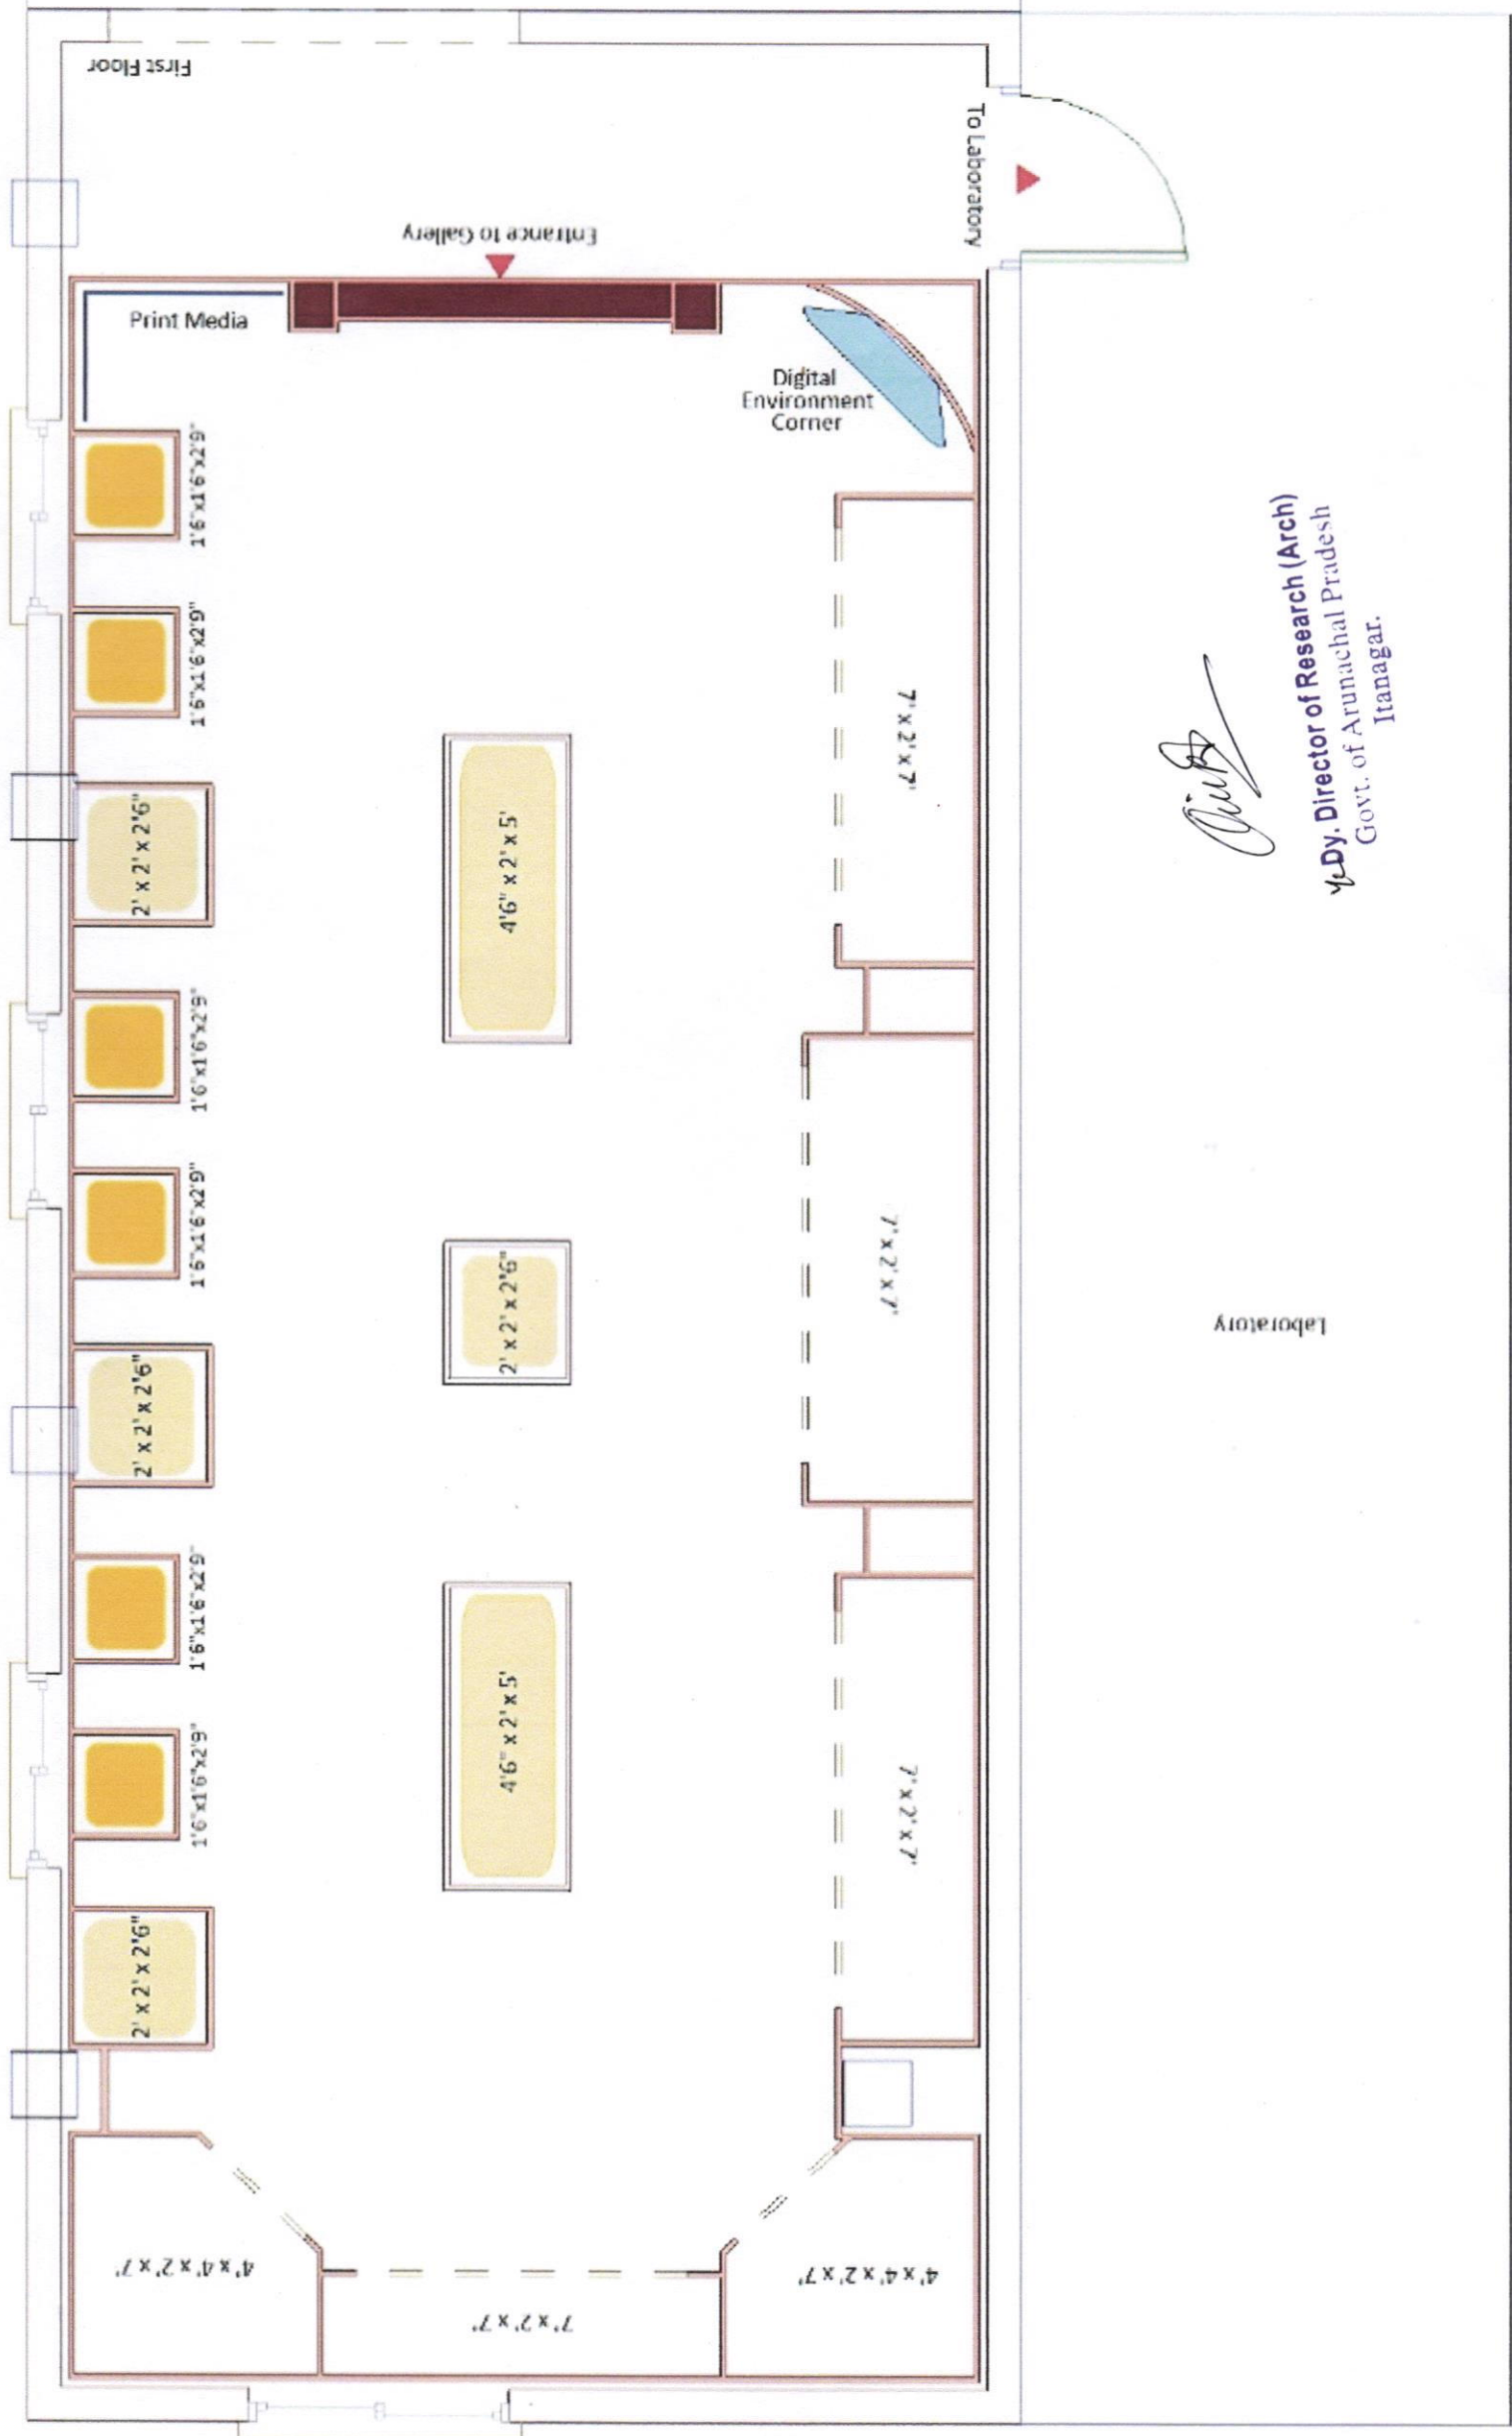 First Floor
To Laboratory
Entrance to Gallery
Print Media
Digital
Environment
Corner
1'6"x1'6"x2'9"
1'6"x1'6"x2'9"
2' x 2' x 2'6"
1'6"x1'6"x2'9"
1'6"x1'6"x2'9"
2' x 2' x 2'6"
1'6"x1'6"x2'9"
1'6"x1'6"x2'9"
2' x 2' x 2'6"
4'6" x 2' x 5'
2' x 2' x 2'6"
4'6" x 2' x 5'
7' x 2' x 7'
7' x 2' x 7'
7' x 2' x 7'
4' x 4' x 2' x 7'
7' x 2' x 7'
4' x 4' x 2' x 7'
Laboratory
Dy. Director of Research (Arch)
Govt. of Arunachal Pradesh
Itanagar.